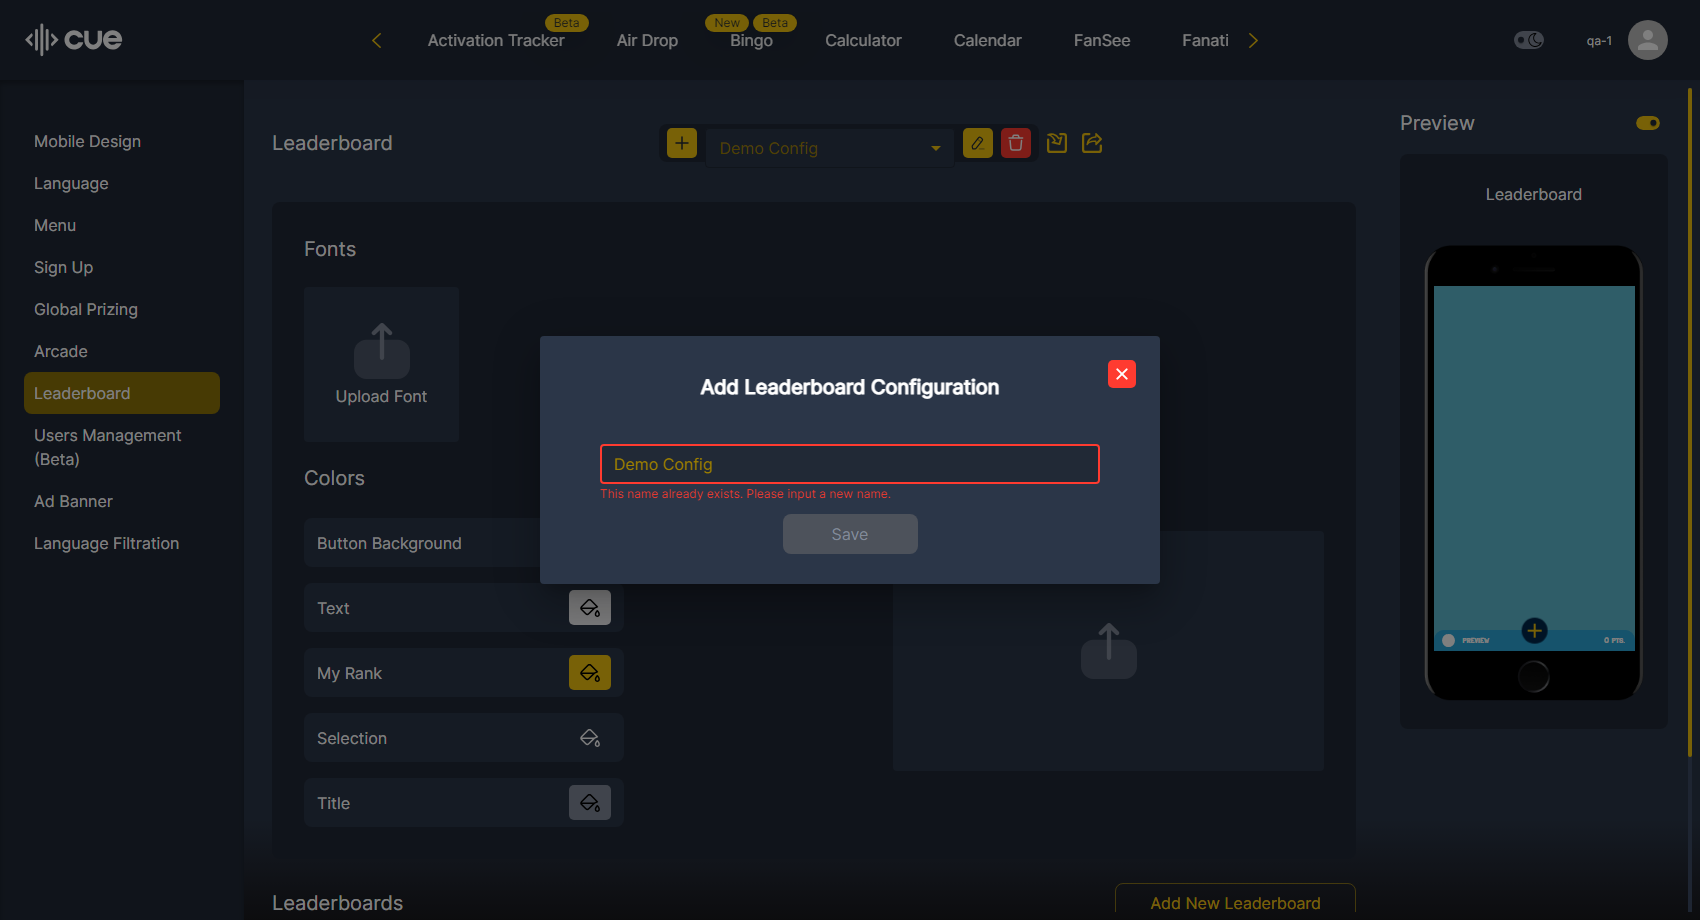 cue
Activation Tracker
Beta
Air Drop
Bingo
New
Beta
Calculator
Calendar
FanSee
Fanati
qa-1
Mobile Design
Language
Menu
Sign Up
Global Prizing
Arcade
Leaderboard
Users Management
(Beta)
Ad Banner
Language Filtration
Leaderboard
Demo Config
Fonts
Upload Font
Colors
Button Background
Text
My Rank
Selection
Title
Add Leaderboard Configuration
Demo Config
This name already exists. Please input a new name.
Save
Leaderboards
Add New Leaderboard
Preview
Leaderboard
PREVIEW
0 PTS.